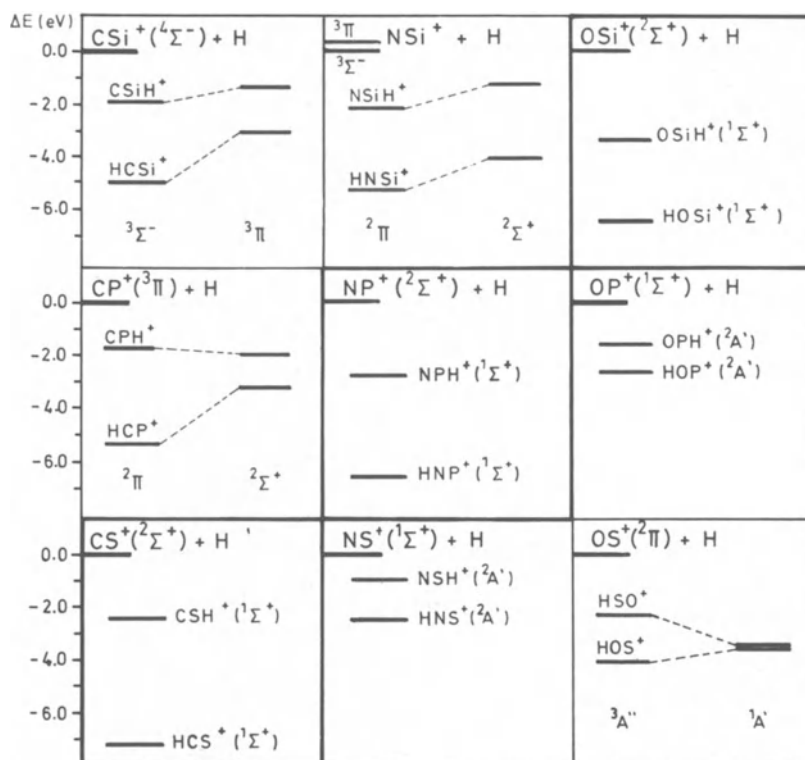 ΔE (eV)
0.0
-2.0
-4.0
-6.0
CSi⁺(⁴Σ⁻) + H
CSiH⁺
HCSi⁺
³Σ⁻ ³Π
³Π NSi⁺ + H
³Σ⁻
NSiH⁺
HNSi⁺
²Π ²Σ⁺
OSi⁺(²Σ⁺) + H
OSiH⁺(¹Σ⁺)
HOSi⁺(¹Σ⁺)
0.0
-2.0
-4.0
-6.0
CP⁺(³Π) + H
CPH⁺
HCP⁺
²Π ²Σ⁺
NP⁺(²Σ⁺) + H
NPH⁺(¹Σ⁺)
HNP⁺(¹Σ⁺)
OP⁺(¹Σ⁺) + H
OPH⁺(²A')
HOP⁺(²A')
0.0
-2.0
-4.0
-6.0
CS⁺(²Σ⁺) + H '
CSH⁺(¹Σ⁺)
HCS⁺(¹Σ⁺)
NS⁺(¹Σ⁺) + H
NSH⁺(²A')
HNS⁺(²A')
OS⁺(²Π) + H
HSO⁺
HOS⁺
³A'' ¹A'